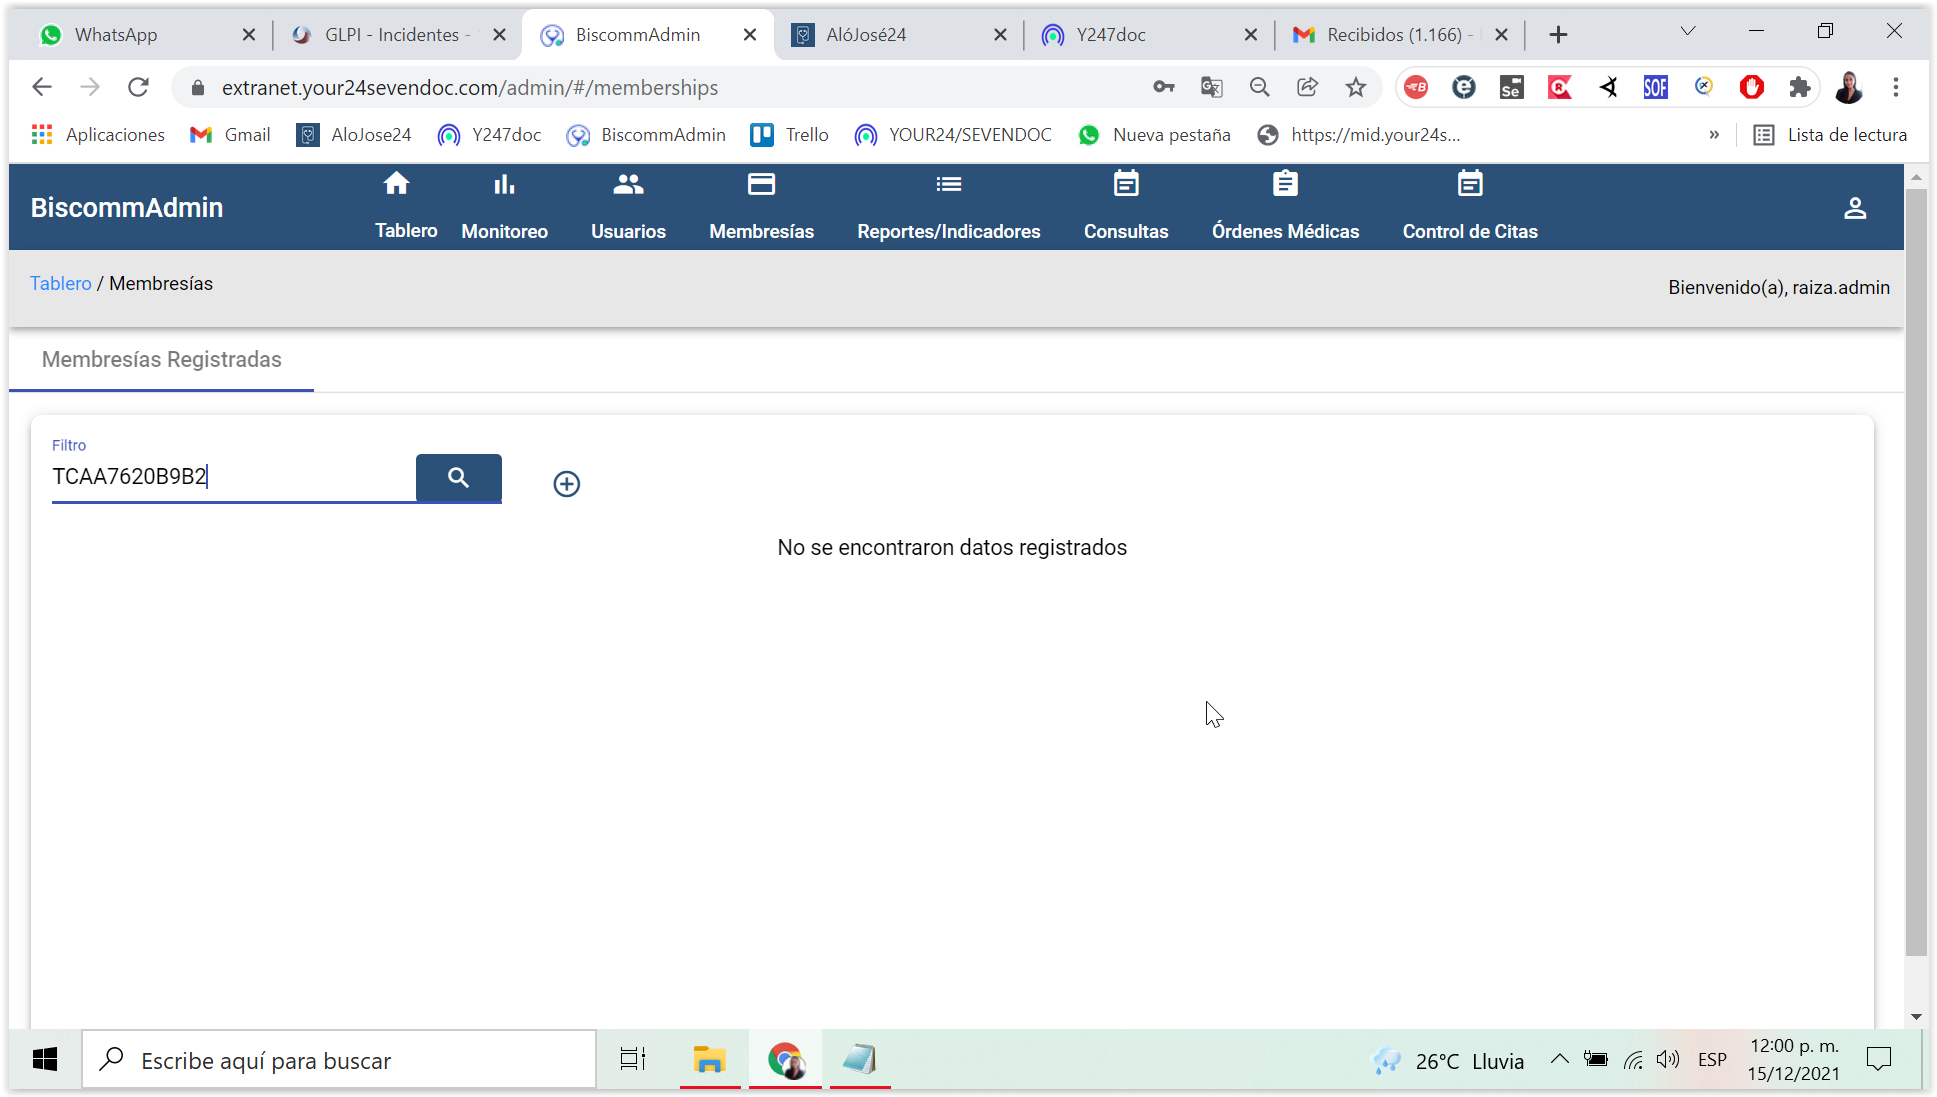 WhatsApp
GLPI - Incidentes -
BiscommAdmin
AlóJosé24
Y247doc
Recibidos (1.166) -
extranet.your24sevendoc.com/admin/#/memberships
Se
SOF
Aplicaciones
Gmail
AloJose24
Y247doc
BiscommAdmin
Trello
YOUR24/SEVENDOC
Nueva pestaña
https://mid.your24s...
»
Lista de lectura
BiscommAdmin
Tablero
Monitoreo
Usuarios
Membresías
Reportes/Indicadores
Consultas
Órdenes Médicas
Control de Citas
Tablero / Membresías
Bienvenido(a), raiza.admin
Membresías Registradas
Filtro
TCAA7620B9B2
No se encontraron datos registrados
Escribe aquí para buscar
26°C Lluvia
ESP
12:00 p. m.
15/12/2021